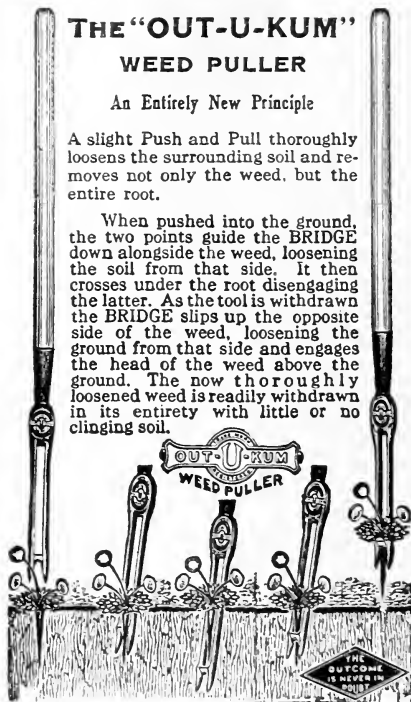 THE "OUT-U-KUM"
WEED PULLER
An Entirely New Principle
A slight Push and Pull thoroughly
loosens the surrounding soil and re-
moves not only the weed, but the
entire root.
When pushed into the ground,
the two points guide the BRIDGE
down alongside the weed, loosening
the soil from that side. It then
crosses under the root disengaging
the latter. As the tool is withdrawn
the BRIDGE slips up the opposite
side of the weed, loosening the
ground from that side and engages
the head of the weed above the
ground. The now thoroughly
loosened weed is readily withdrawn
in its entirety with little or no
clinging soil.
OUT-U-KUM
WEED PULLER
THE
OUTCOME
IS NEVER IN
DOUBT